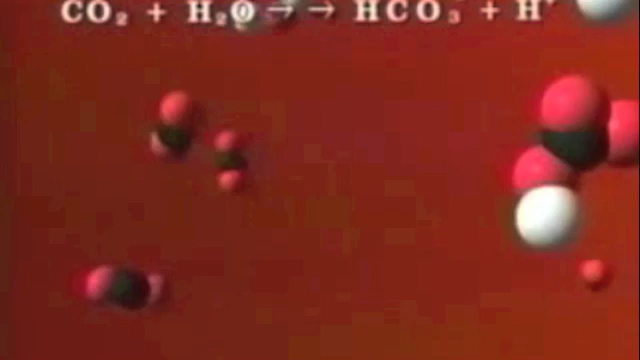 CO₂ + H₂O → → HCO₃⁻ + H⁺